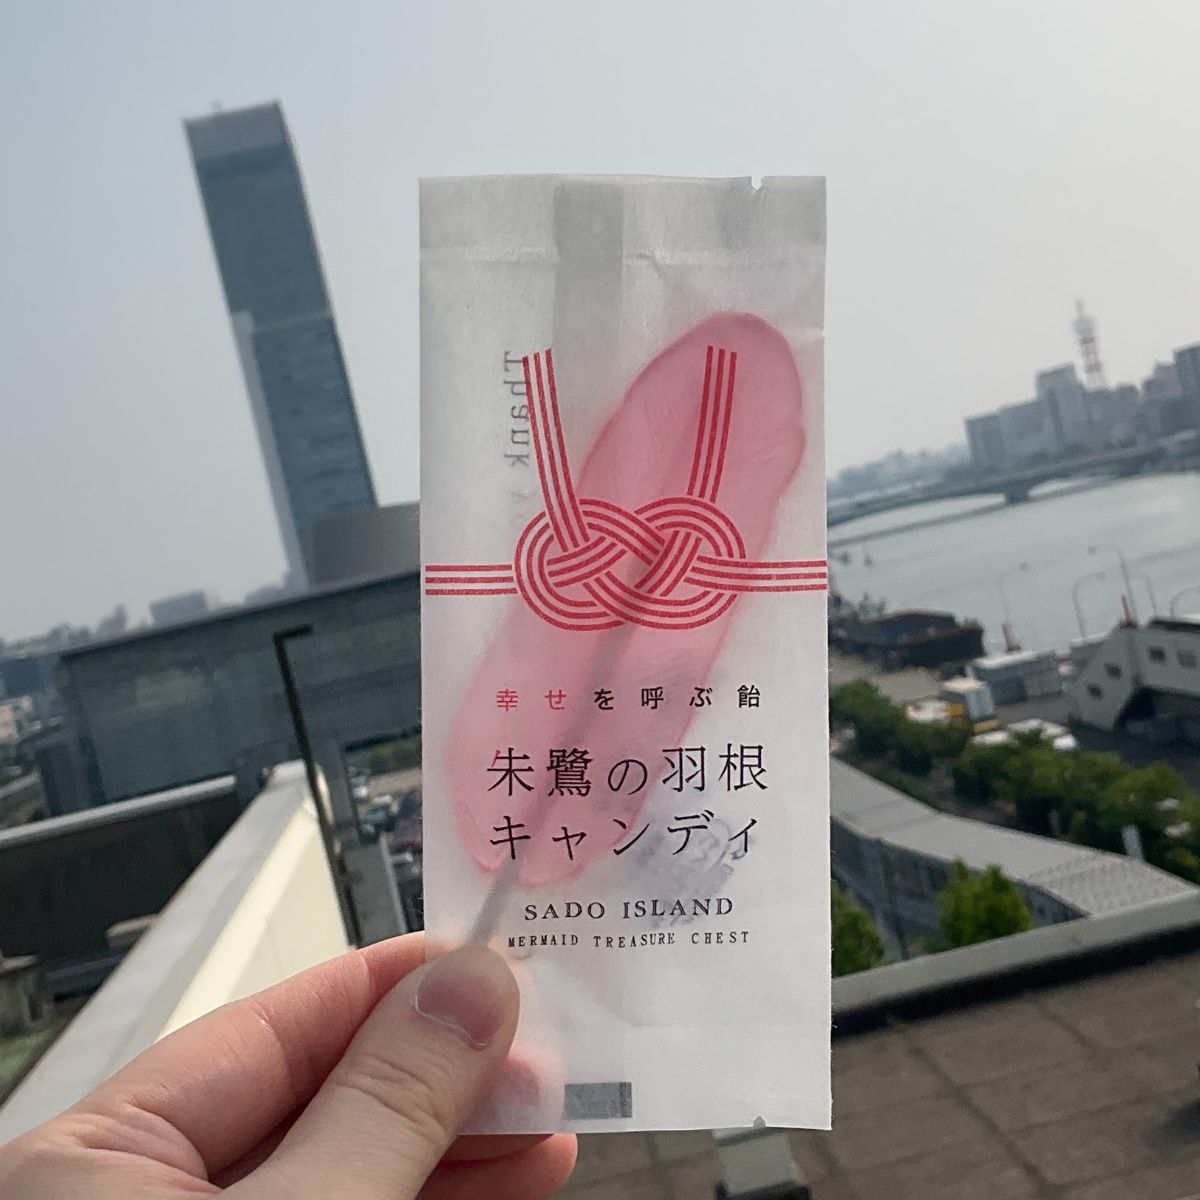 Thank
幸せを呼ぶ飴
朱鷺の羽根
キャンディ
SADO ISLAND
MERMAID TREASURE CHEST